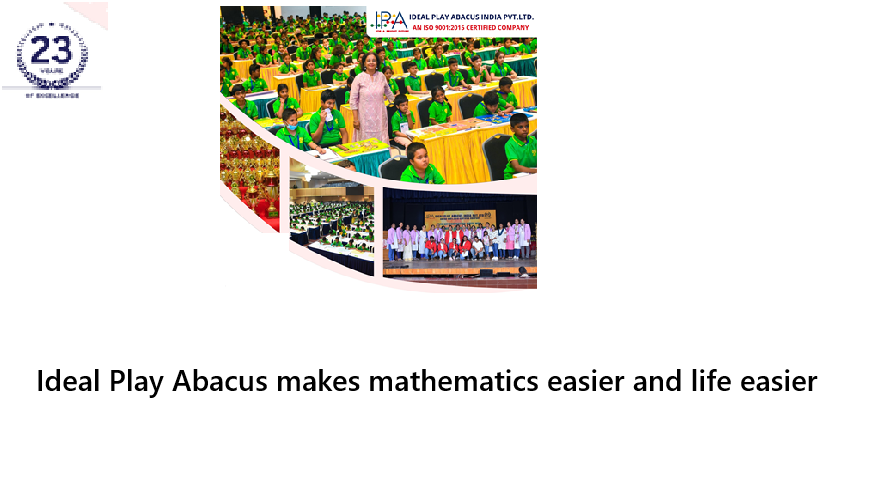 23
YEARS
OF EXCELLENCE
IPA
IDEAL PLAY ABACUS INDIA PVT.LTD.
AN ISO 9001:2015 CERTIFIED COMPANY
Ideal Play Abacus makes mathematics easier and life easier